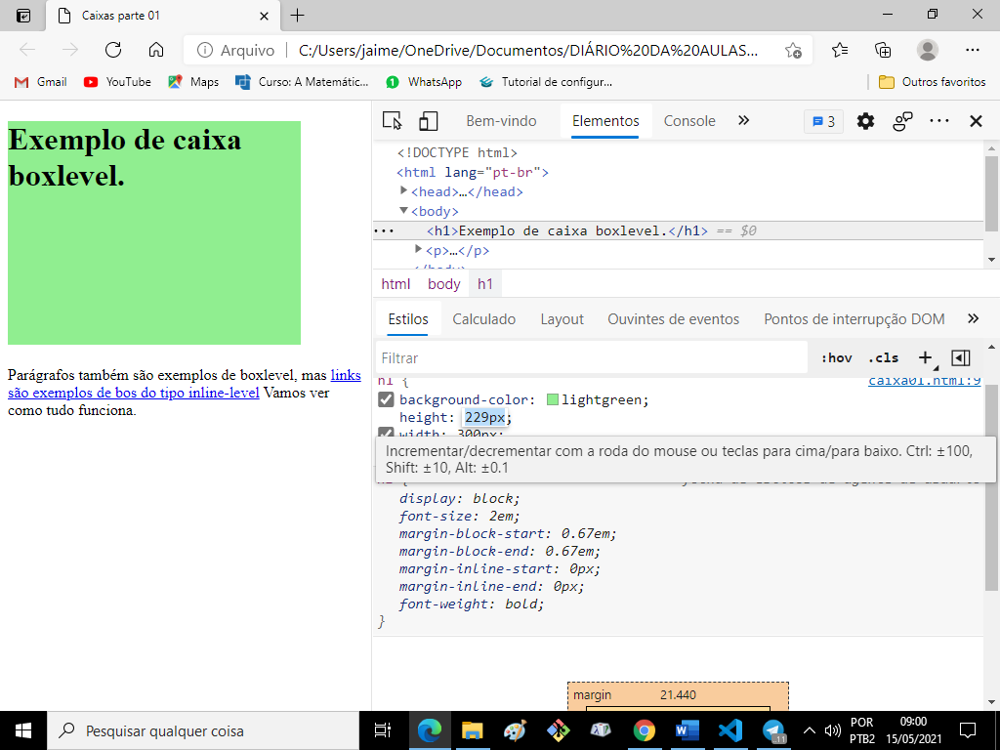 Caixas parte 01
Arquivo
C:/Users/jaime/OneDrive/Documentos/DIÁRIO%20DA%20AULAS...
Gmail
YouTube
Maps
Curso: A Matemátic...
WhatsApp
Tutorial de configur...
Outros favoritos
Exemplo de caixa
boxlevel.
Parágrafos também são exemplos de boxlevel, mas links
são exemplos de bos do tipo inline-level Vamos ver
como tudo funciona.
Bem-vindo
Elementos
Console
3
<!DOCTYPE html>
<html lang="pt-br">
<head>…</head>
<body>
<h1>Exemplo de caixa boxlevel.</h1> == $0
<p>…</p>
</body>
html body h1
Estilos
Calculado
Layout
Ouvintes de eventos
Pontos de interrupção DOM
Filtrar
:hov .cls
h1 {
caixa01.html:9
background-color: lightgreen;
height: 229px;
width: 300px;
Incrementar/decrementar com a roda do mouse ou teclas para cima/para baixo. Ctrl: ±100,
Shift: ±10, Alt: ±0.1
h1 {
display: block;
font-size: 2em;
margin-block-start: 0.67em;
margin-block-end: 0.67em;
margin-inline-start: 0px;
margin-inline-end: 0px;
font-weight: bold;
}
margin 21.440
Pesquisar qualquer coisa
11
POR
PTB2
09:00
15/05/2021